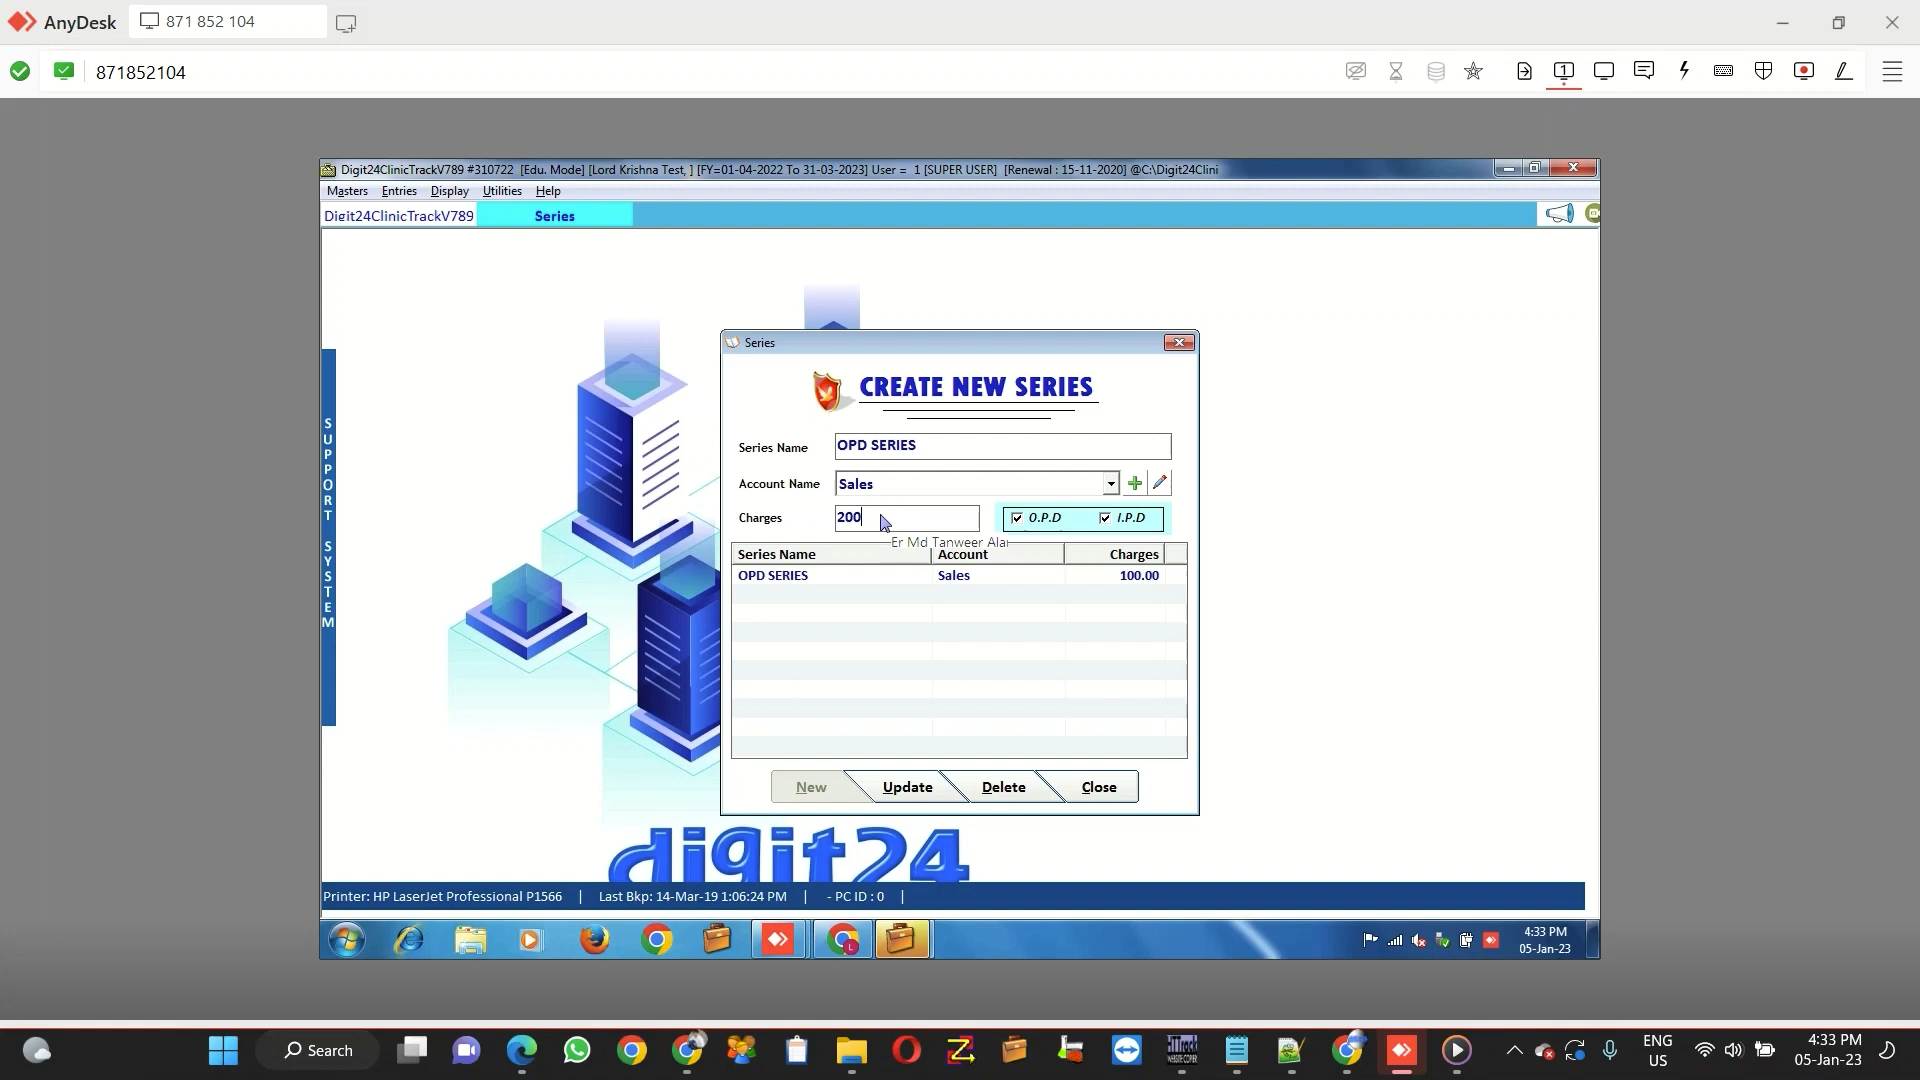 AnyDesk
871 852 104
871852104
1
Digit24ClinicTrackV789 #310722 [Edu. Mode] [Lord Krishna Test, ] [FY=01-04-2022 To 31-03-2023] User = 1 [SUPER USER] [Renewal : 15-11-2020] @C:\Digit24Clini
Masters Entries Display Utilities Help
Digit24ClinicTrackV789 Series
SUPPORT SYSTEM
Series
CREATE NEW SERIES
Series Name OPD SERIES
Account Name Sales
Charges 200 O.P.D I.P.D
Er Md Tanweer Alar
Series Name Account Charges
OPD SERIES Sales 100.00
New Update Delete Close
digit24
Printer: HP LaserJet Professional P1566 | Last Bkp: 14-Mar-19 1:06:24 PM | - PC ID : 0 |
4:33 PM
05-Jan-23
Search
ENG
US
4:33 PM
05-Jan-23